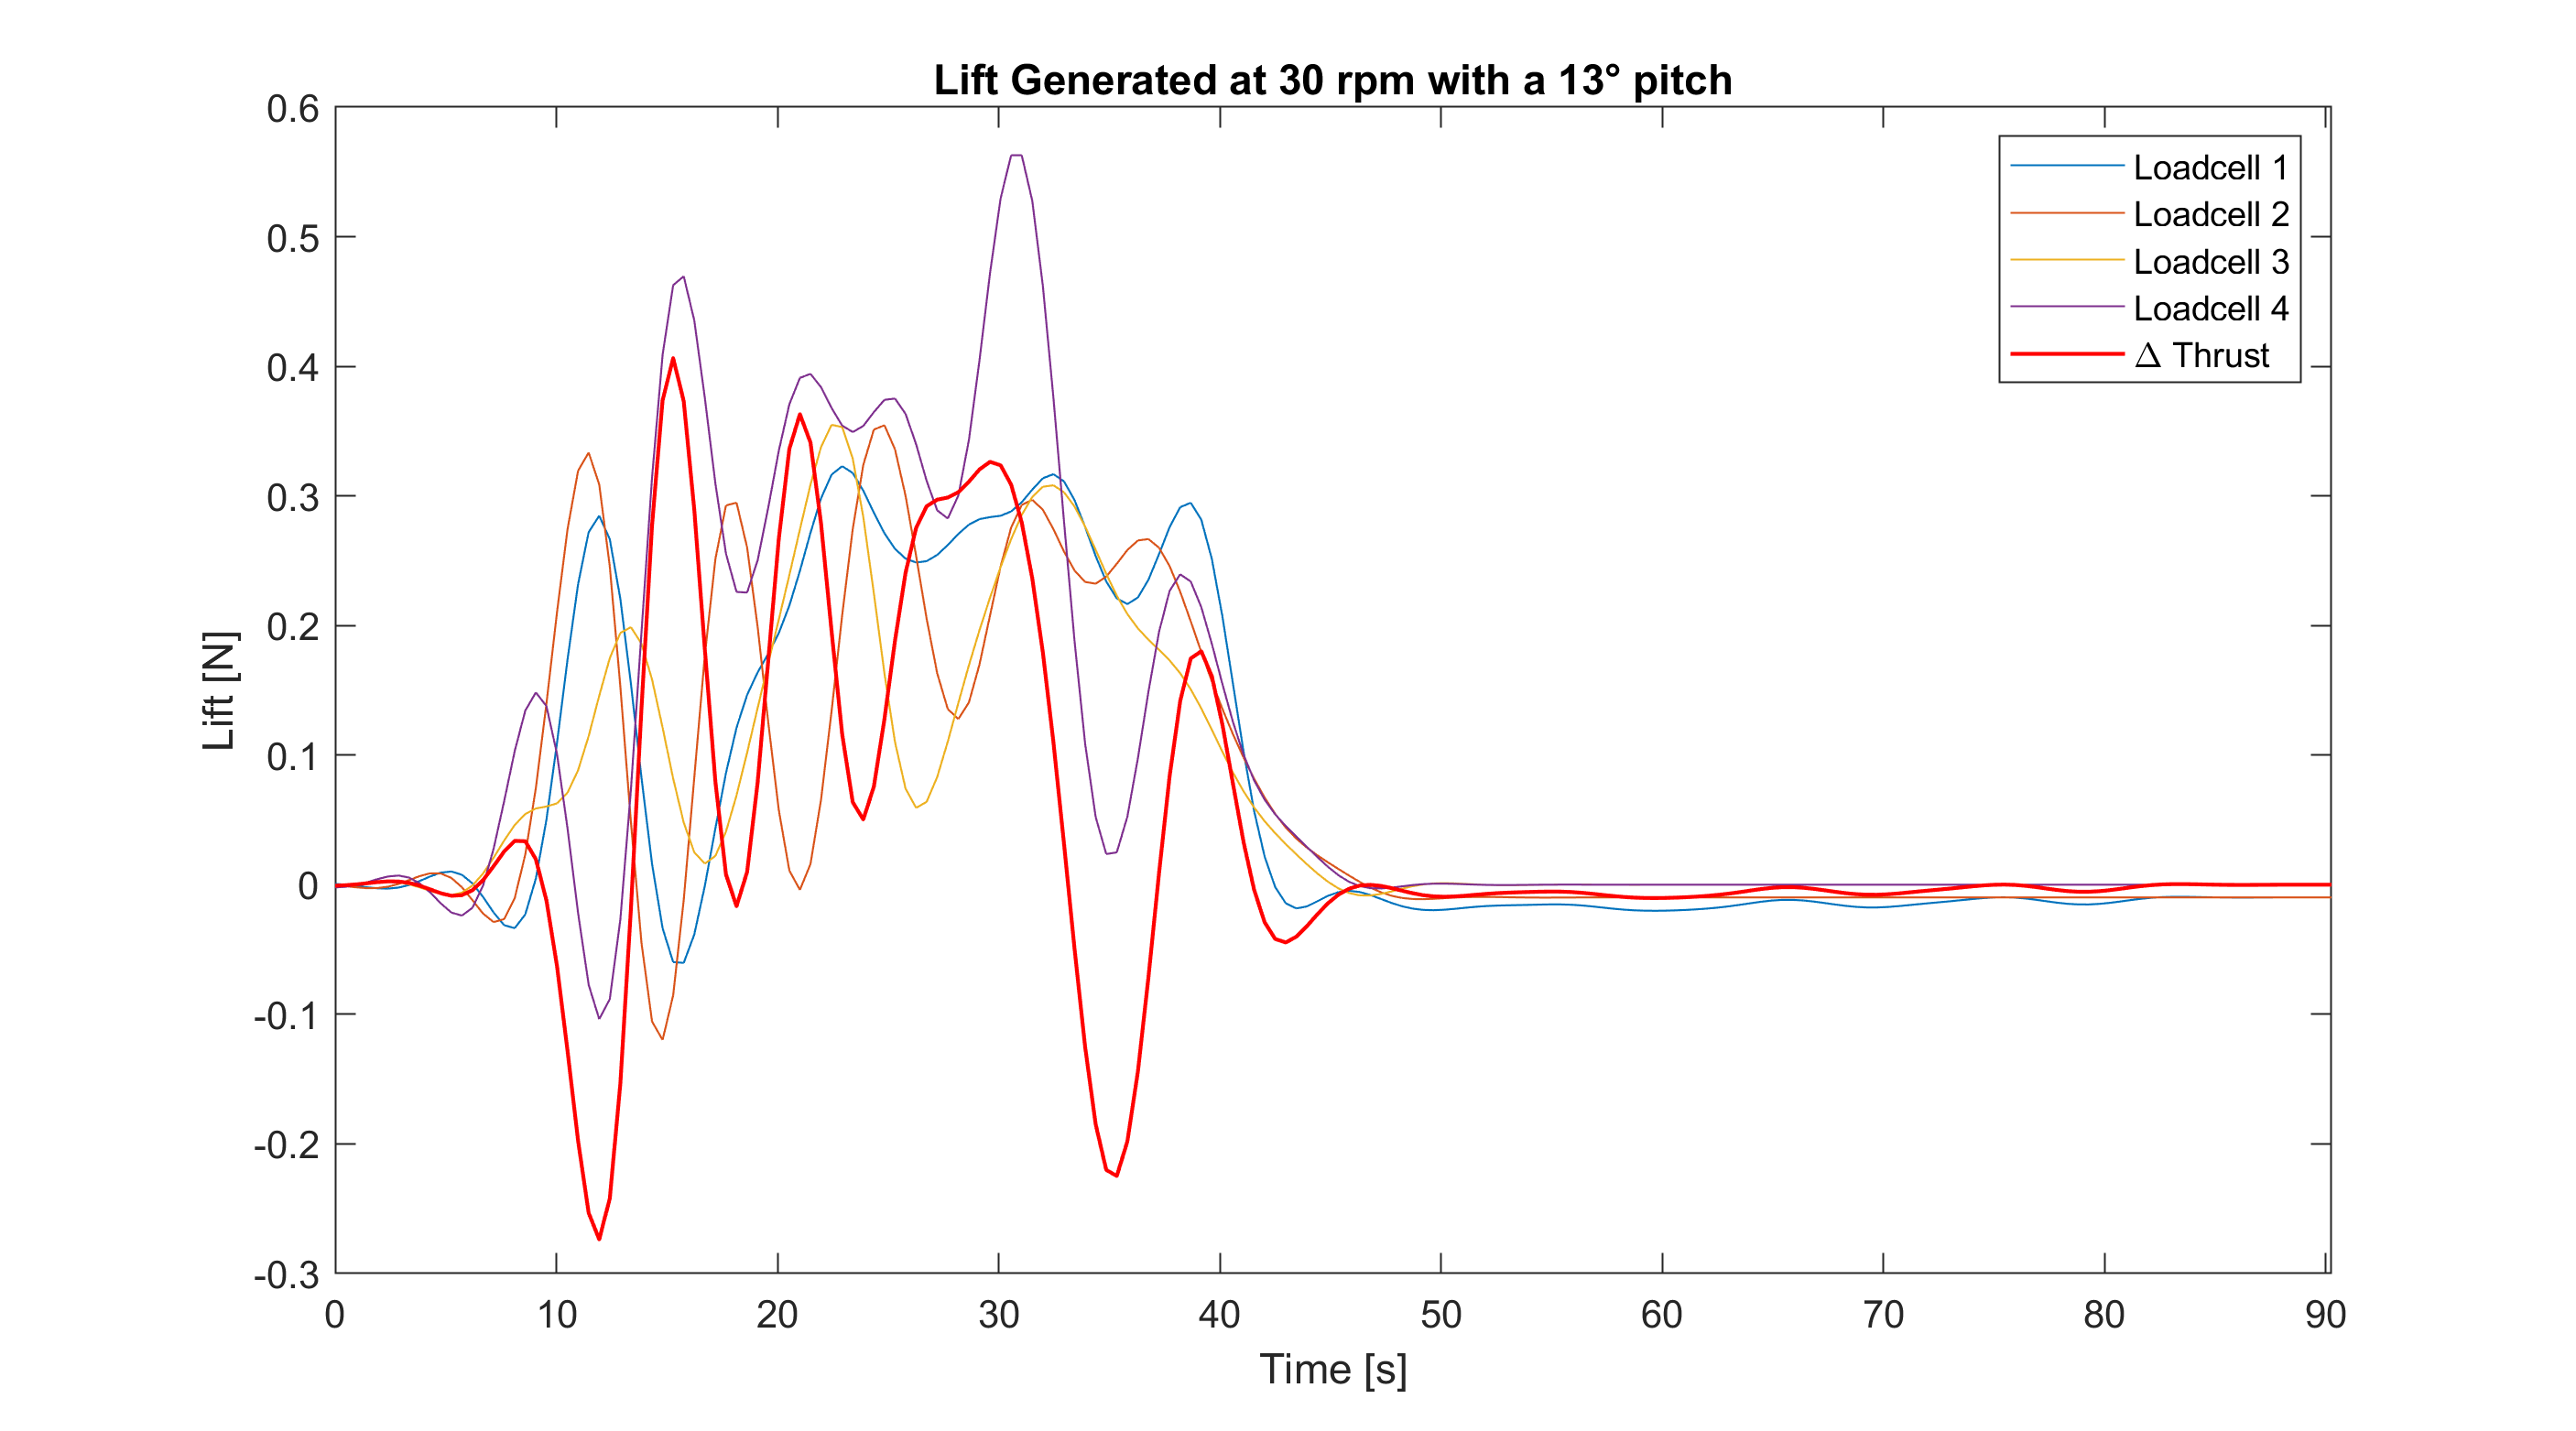 Lift Generated at 30 rpm with a 13° pitch
0.6
0.5
0.4
0.3
0.2
0.1
0
-0.1
-0.2
-0.3
Lift [N]
0 10 20 30 40 50 60 70 80 90
Time [s]
Loadcell 1
Loadcell 2
Loadcell 3
Loadcell 4
Δ Thrust